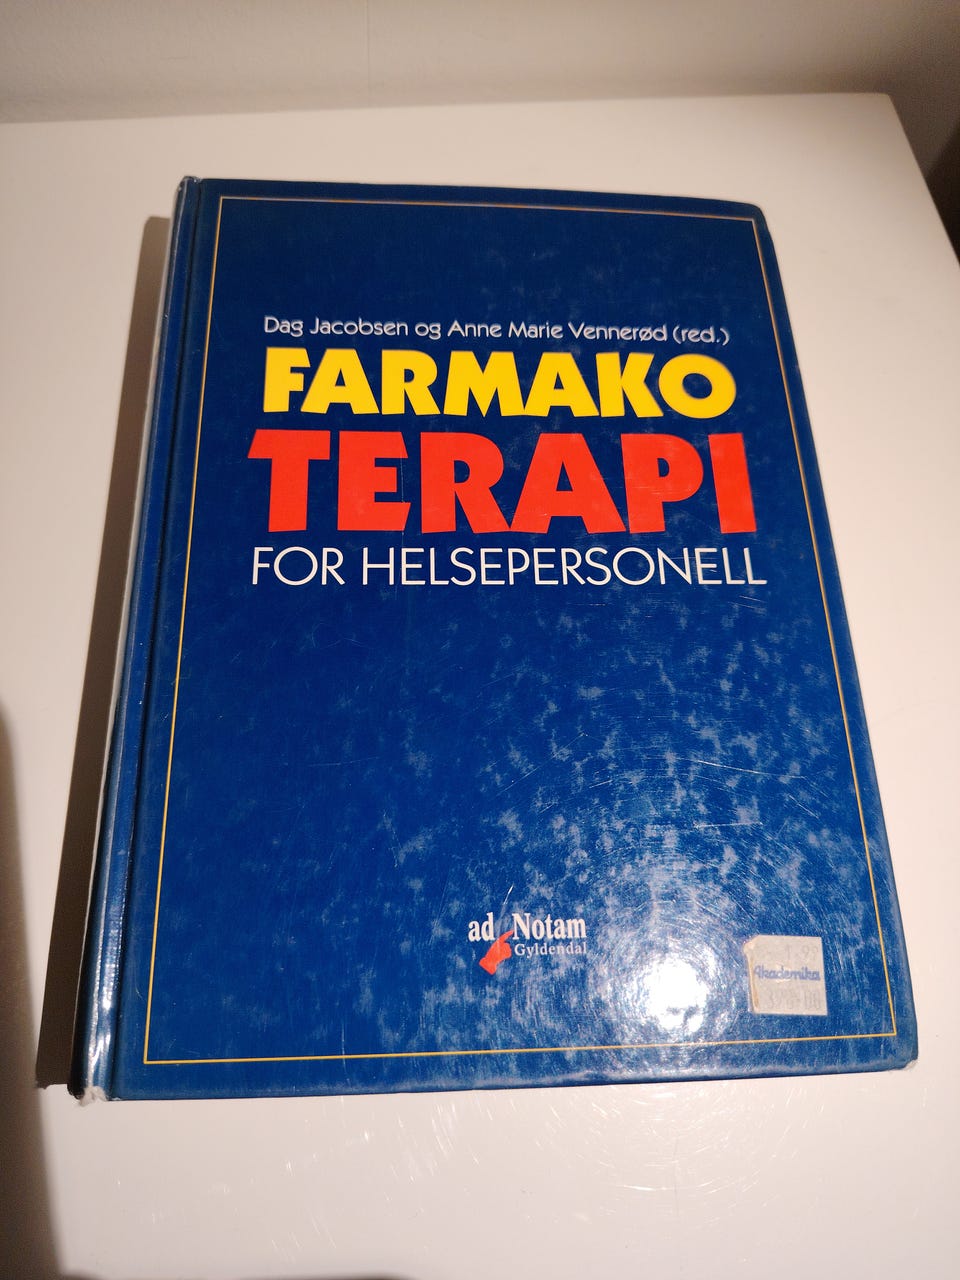 Dag Jacobsen og Anne Marie Vennerød (red.)
FARMAKO
TERAPI
FOR HELSEPERSONELL
ad Notam
Gyldendal
Akademika